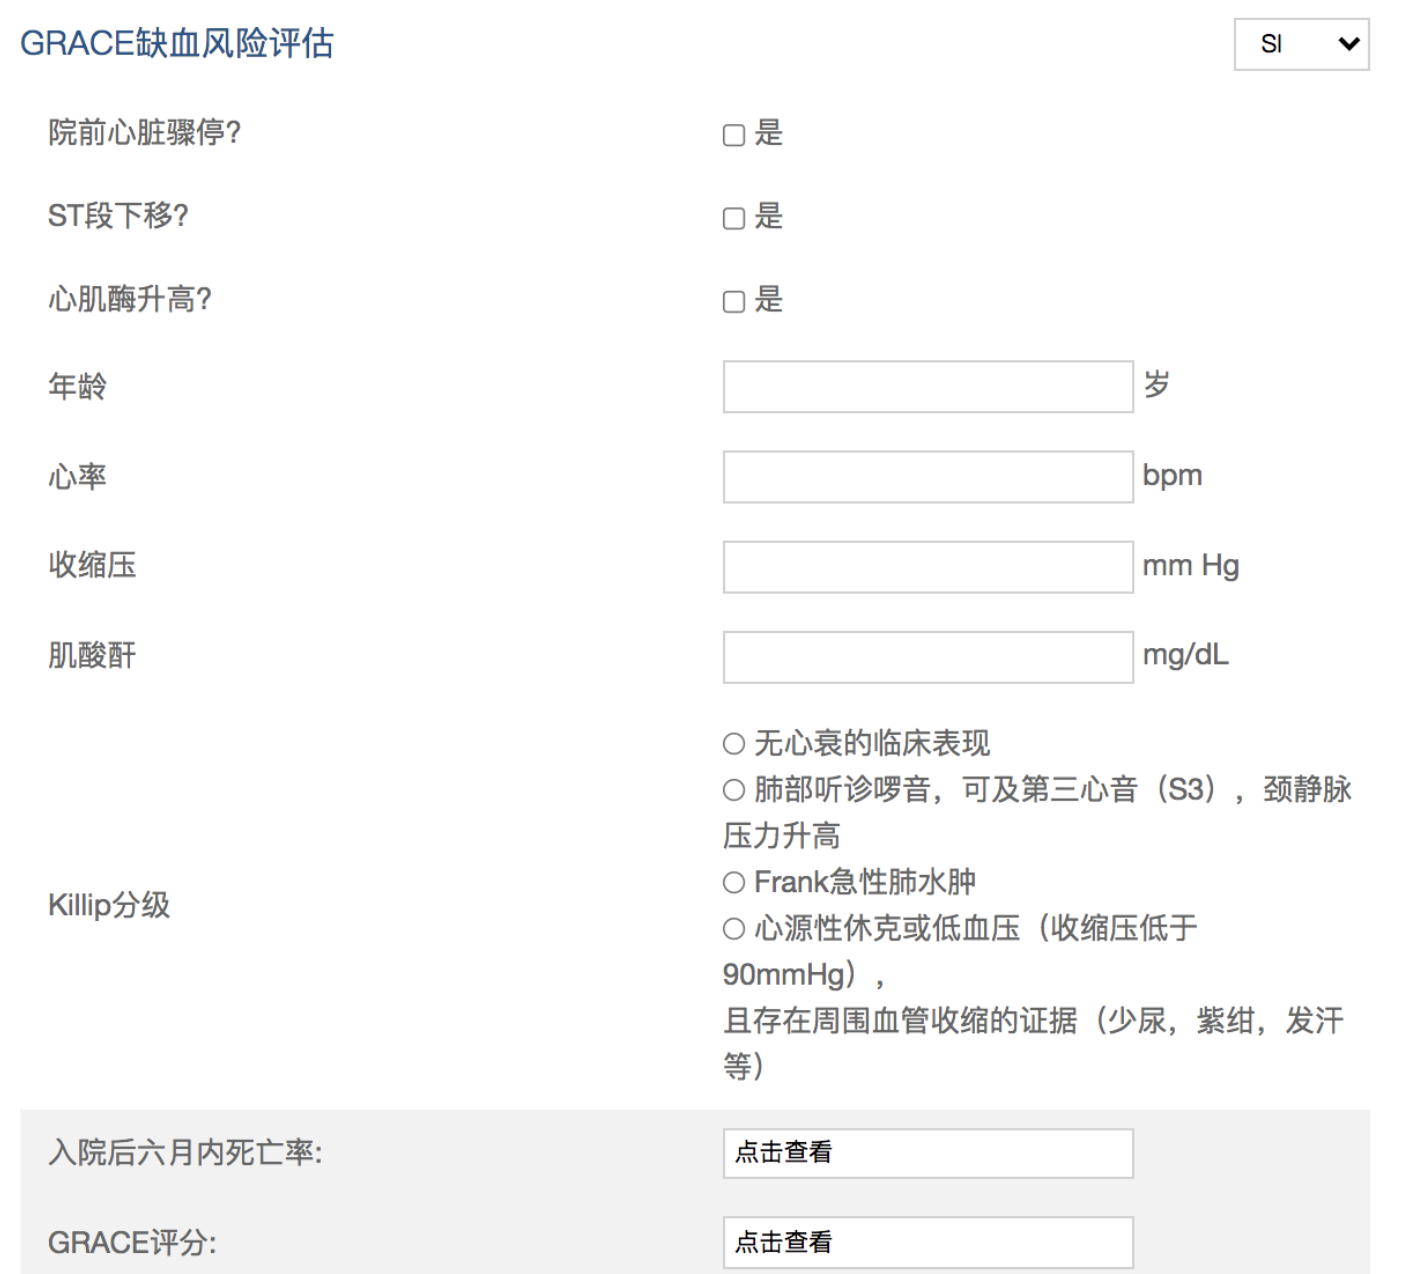 GRACE缺血风险评估
SI
院前心脏骤停?
是
ST段下移?
是
心肌酶升高?
是
年龄
岁
心率
bpm
收缩压
mm Hg
肌酸酐
mg/dL
Killip分级
无心衰的临床表现
肺部听诊啰音，可及第三心音（S3），颈静脉
压力升高
Frank急性肺水肿
心源性休克或低血压（收缩压低于
90mmHg），
且存在周围血管收缩的证据（少尿，紫绀，发汗
等）
入院后六月内死亡率:
点击查看
GRACE评分:
点击查看